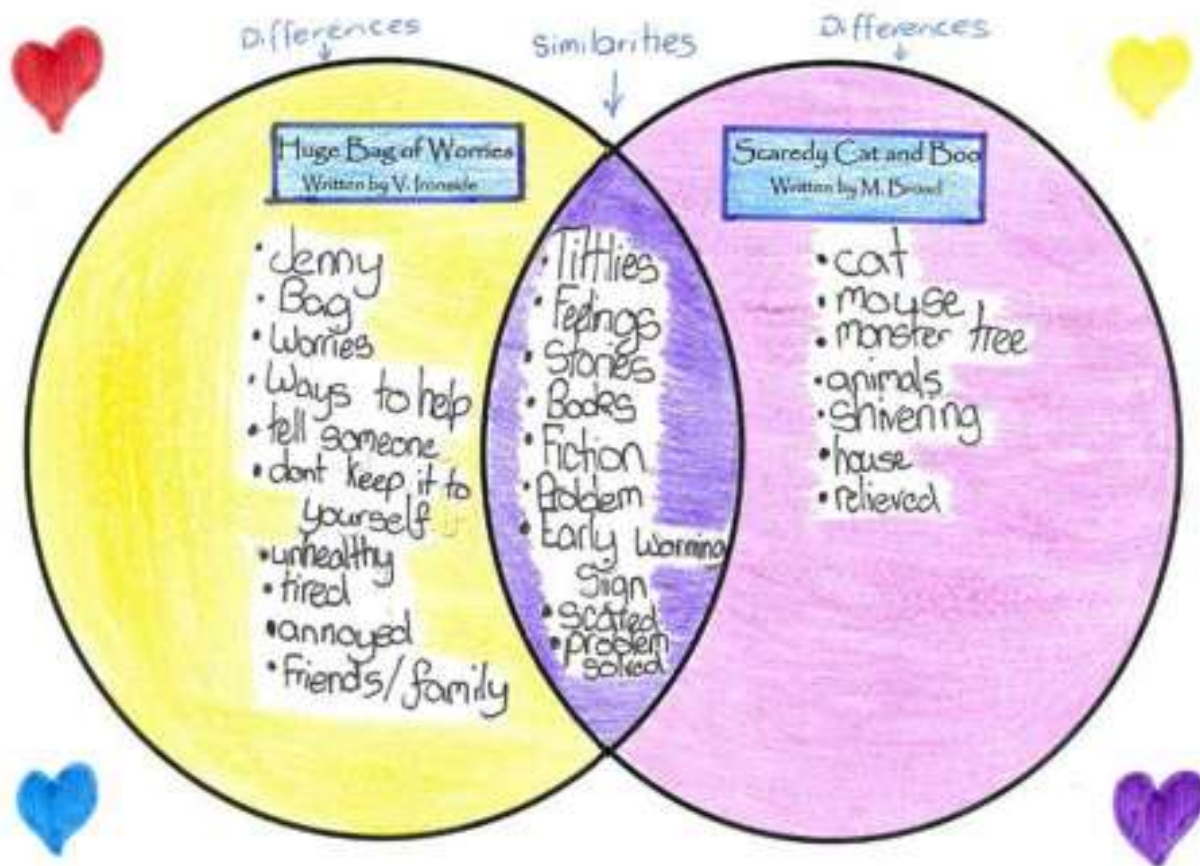 Differences
Similarities
Differences
Huge Bag of Worries
Written by V. Ironside
• Jenny
• Bag
• Worries
• Ways to help
• tell someone
• dont keep it to
yourself
• unhealthy
• tired
• annoyed
• friends/family
• Feelings
• Stories
• Books
• Fiction
• Problem
• Early Warning
Sign
• scared
• problem
solved
Scaredy Cat and Boo
Written by M.
• cat
• mouse
• monster tree
• animals
• shivering
• house
• relieved